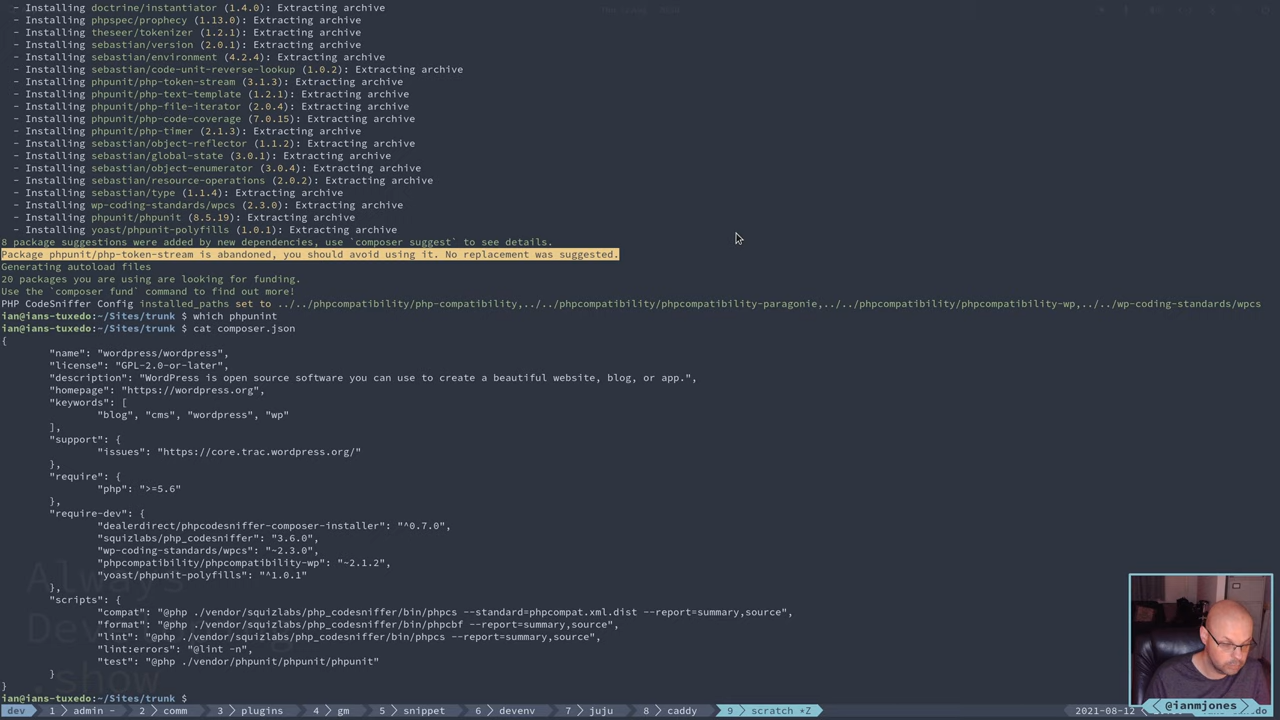 - Installing doctrine/instantiator (1.4.0): Extracting archive
- Installing phpspec/prophecy (1.13.0): Extracting archive
- Installing theseer/tokenizer (1.2.1): Extracting archive
- Installing sebastian/version (2.0.1): Extracting archive
- Installing sebastian/environment (4.2.4): Extracting archive
- Installing sebastian/code-unit-reverse-lookup (1.0.2): Extracting archive
- Installing phpunit/php-token-stream (3.1.3): Extracting archive
- Installing phpunit/php-text-template (1.2.1): Extracting archive
- Installing phpunit/php-file-iterator (2.0.4): Extracting archive
- Installing phpunit/php-code-coverage (7.0.15): Extracting archive
- Installing phpunit/php-timer (2.1.3): Extracting archive
- Installing sebastian/object-reflector (1.1.2): Extracting archive
- Installing sebastian/global-state (3.0.1): Extracting archive
- Installing sebastian/object-enumerator (3.0.4): Extracting archive
- Installing sebastian/resource-operations (2.0.2): Extracting archive
- Installing sebastian/type (1.1.4): Extracting archive
- Installing wp-coding-standards/wpcs (2.3.0): Extracting archive
- Installing phpunit/phpunit (8.5.19): Extracting archive
- Installing yoast/phpunit-polyfills (1.0.1): Extracting archive
8 package suggestions were added by new dependencies, use `composer suggest` to see details.
Package phpunit/php-token-stream is abandoned, you should avoid using it. No replacement was suggested.
Generating autoload files
20 packages you are using are looking for funding.
Use the `composer fund` command to find out more!
PHP CodeSniffer Config installed_paths set to ../../phpcompatibility/php-compatibility,../../phpcompatibility/phpcompatibility-paragonie,../../phpcompatibility/phpcompatibility-wp,../../wp-coding-standards/wpcs
ian@ians-tuxedo:~/Sites/trunk $ which phpunint
ian@ians-tuxedo:~/Sites/trunk $ cat composer.json
{
"name": "wordpress/wordpress",
"license": "GPL-2.0-or-later",
"description": "WordPress is open source software you can use to create a beautiful website, blog, or app.",
"homepage": "https://wordpress.org",
"keywords": [
"blog", "cms", "wordpress", "wp"
],
"support": {
"issues": "https://core.trac.wordpress.org/"
},
"require": {
"php": ">=5.6"
},
"require-dev": {
"dealerdirect/phpcodesniffer-composer-installer": "^0.7.0",
"squizlabs/php_codesniffer": "3.6.0",
"wp-coding-standards/wpcs": "~2.3.0",
"phpcompatibility/phpcompatibility-wp": "~2.1.2",
"yoast/phpunit-polyfills": "^1.0.1"
},
"scripts": {
"compat": "@php ./vendor/squizlabs/php_codesniffer/bin/phpcs --standard=phpcompat.xml.dist --report=summary,source",
"format": "@php ./vendor/squizlabs/php_codesniffer/bin/phpcbf --report=summary,source",
"lint": "@php ./vendor/squizlabs/php_codesniffer/bin/phpcs --report=summary,source",
"lint:errors": "@lint -n",
"test": "@php ./vendor/phpunit/phpunit/phpunit"
}
}
ian@ians-tuxedo:~/Sites/trunk $
dev 1 admin - 2 comm 3 plugins 4 gm 5 snippet 6 devenv 7 juju 8 caddy 9 scratch *Z 2021-08-12
@ianmjones